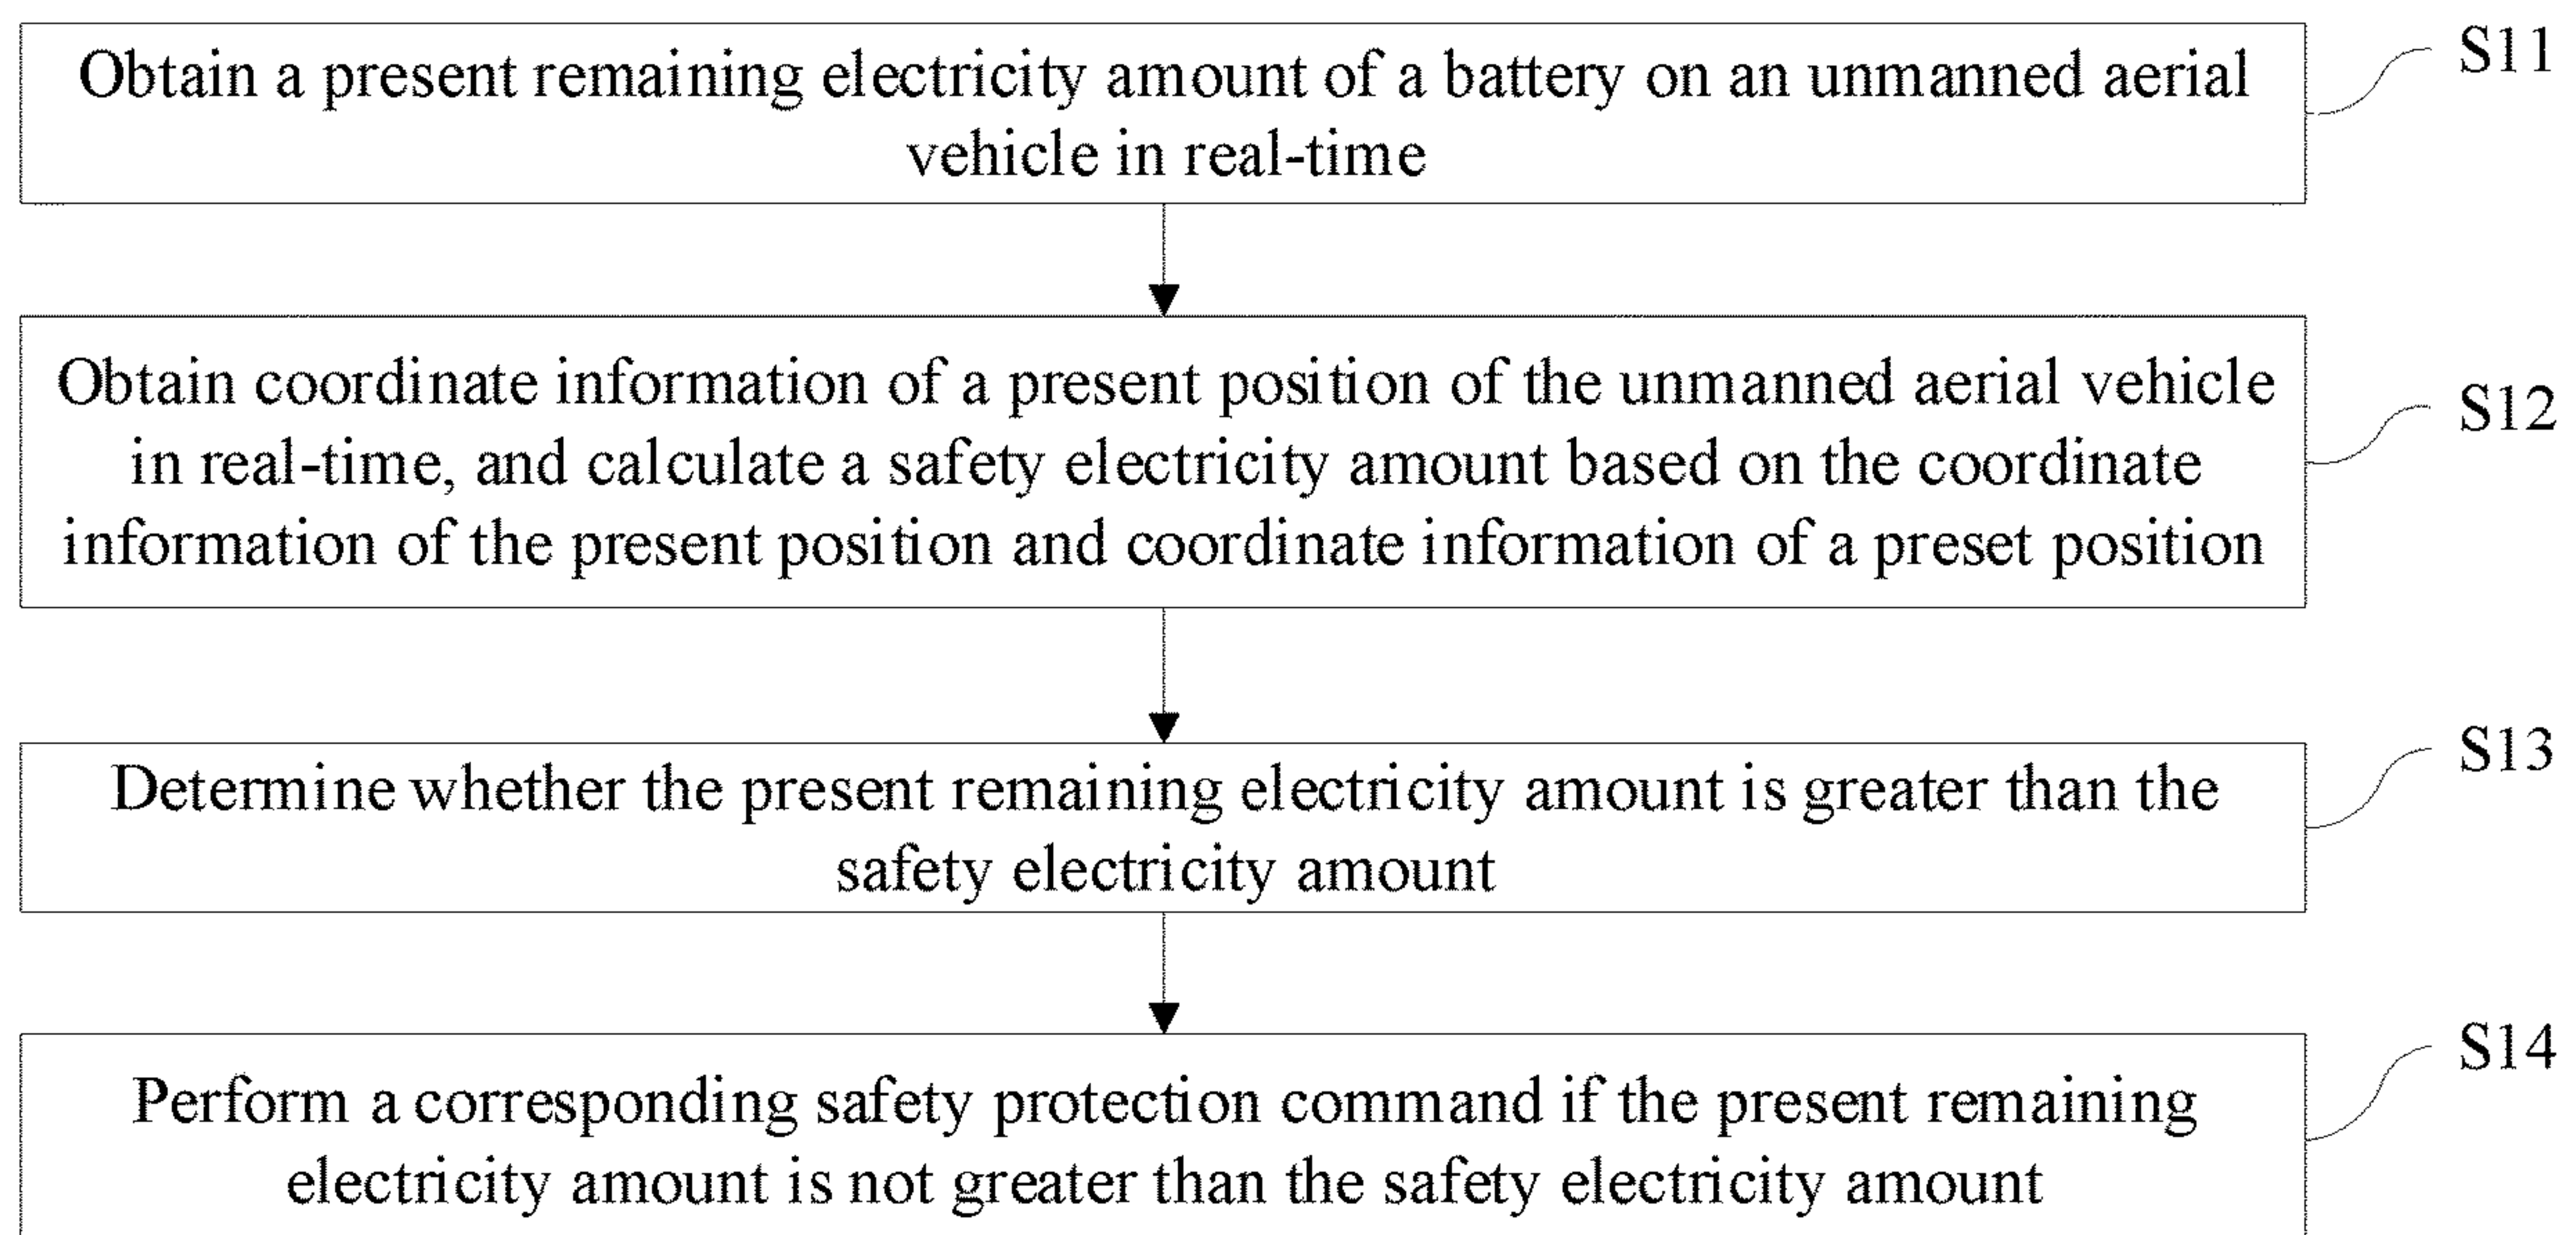 Obtain a present remaining electricity amount of a battery on an unmanned aerial
vehicle in real-time
S11
Obtain coordinate information of a present position of the unmanned aerial vehicle
in real-time, and calculate a safety electricity amount based on the coordinate
information of the present position and coordinate information of a preset position
S12
Determine whether the present remaining electricity amount is greater than the
safety electricity amount
S13
Perform a corresponding safety protection command if the present remaining
electricity amount is not greater than the safety electricity amount
S14